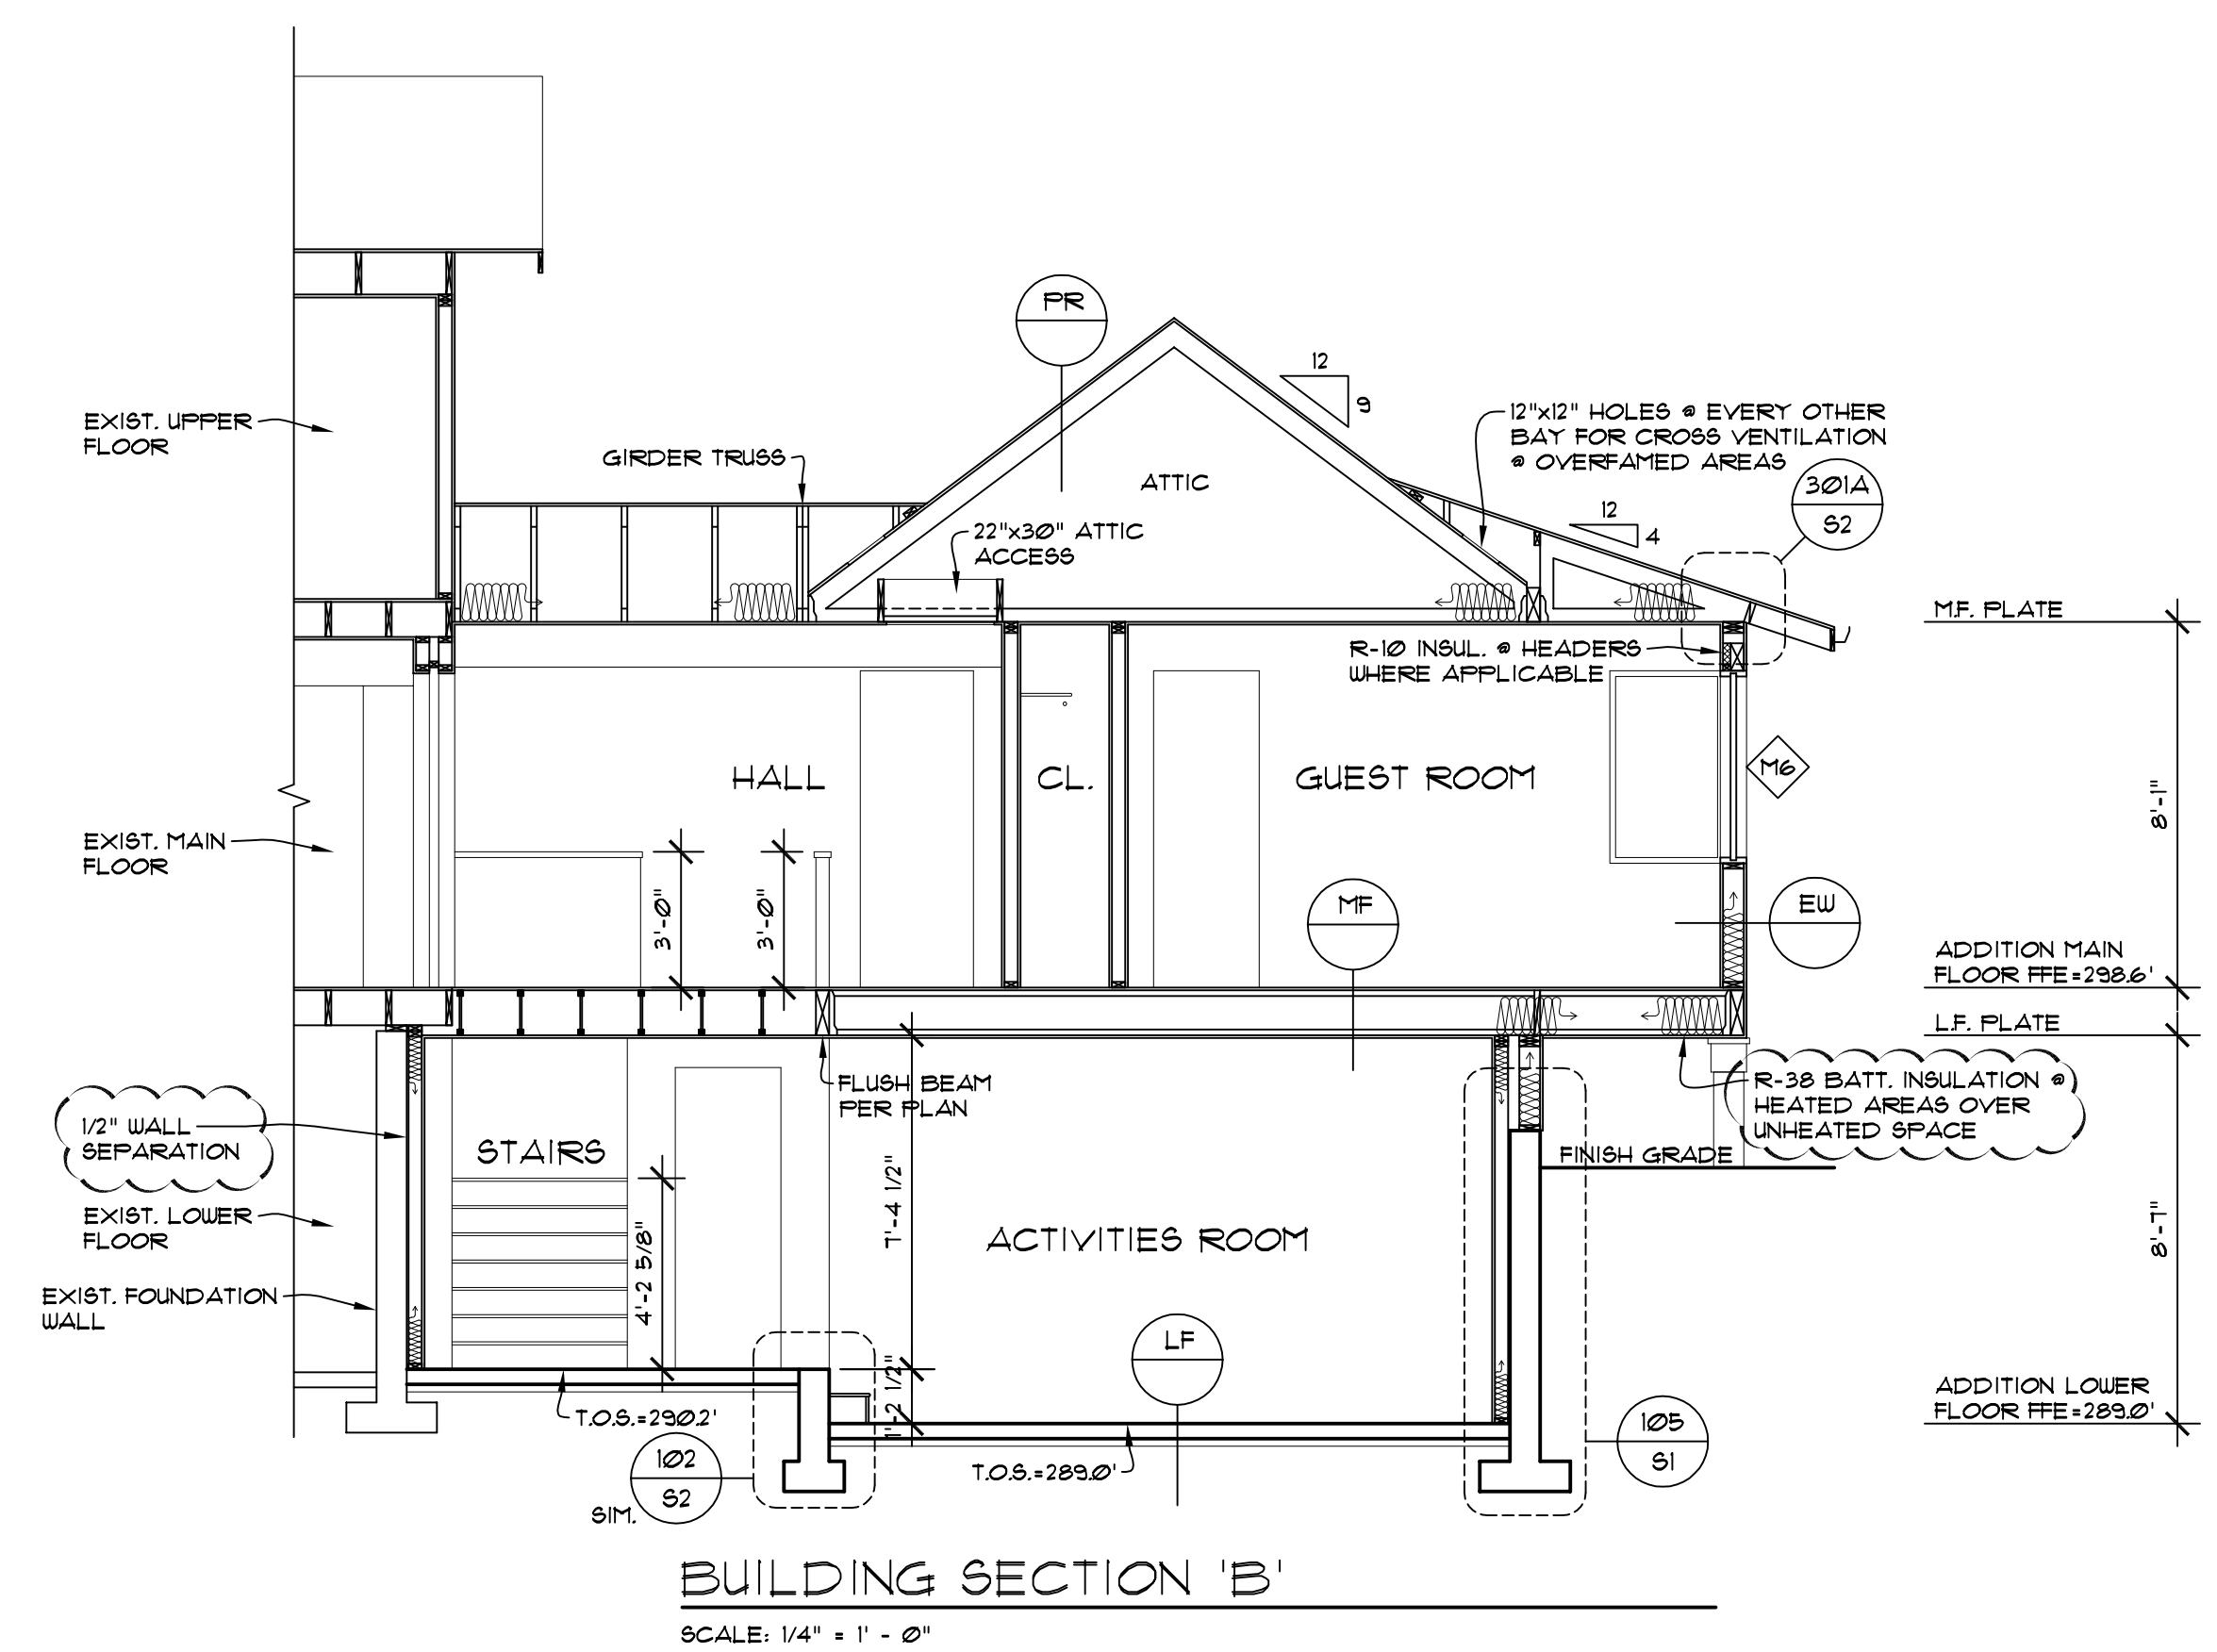 PR
12
9
EXIST. UPPER
FLOOR
GIRDER TRUSS
ATTIC
12"x12" HOLES @ EVERY OTHER
BAY FOR CROSS VENTILATION
@ OVERFAMED AREAS
301A
S2
12
4
22"x30" ATTIC
ACCESS
M.F. PLATE
R-10 INSUL. @ HEADERS
WHERE APPLICABLE
HALL
CL.
GUEST ROOM
M6
8'-1"
EXIST. MAIN
FLOOR
3'-0"
3'-0"
MF
EW
ADDITION MAIN
FLOOR FFE=298.6'
L.F. PLATE
FLUSH BEAM
PER PLAN
R-38 BATT. INSULATION @
HEATED AREAS OVER
UNHEATED SPACE
1/2" WALL
SEPARATION
STAIRS
FINISH GRADE
7'-4 1/2"
EXIST. LOWER
FLOOR
4'-2 5/8"
ACTIVITIES ROOM
8'-7"
EXIST. FOUNDATION
WALL
LF
1'-2 1/2"
ADDITION LOWER
FLOOR FFE=289.0'
T.O.S.=290.2'
T.O.S.=289.0'
102
S2
SIM.
105
S1
BUILDING SECTION 'B'
SCALE: 1/4" = 1' - 0"